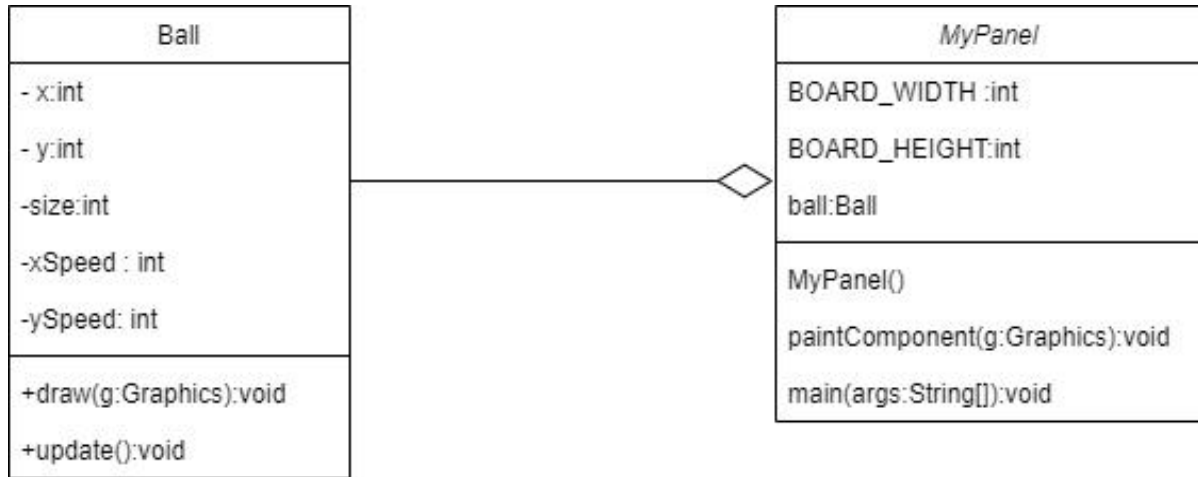 Ball
- x:int
- y:int
-size:int
-xSpeed : int
-ySpeed: int
+draw(g:Graphics):void
+update():void
MyPanel
BOARD_WIDTH :int
BOARD_HEIGHT:int
ball:Ball
MyPanel()
paintComponent(g:Graphics):void
main(args:String[]):void